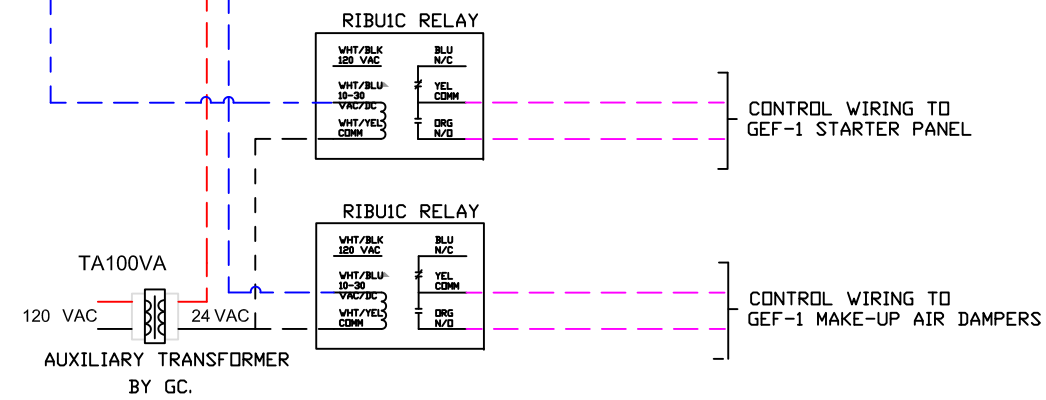 RIBU1C RELAY
WHT/BLK
120 VAC
BLU
N/C
WHT/BLU
10-30
VAC/DC
YEL
COMM
WHT/YEL
COMM
ORG
N/O
CONTROL WIRING TO
GEF-1 STARTER PANEL
RIBU1C RELAY
WHT/BLK
120 VAC
BLU
N/C
WHT/BLU
10-30
VAC/DC
YEL
COMM
WHT/YEL
COMM
ORG
N/O
CONTROL WIRING TO
GEF-1 MAKE-UP AIR DAMPERS
TA100VA
120 VAC
24 VAC
AUXILIARY TRANSFORMER
BY GC.